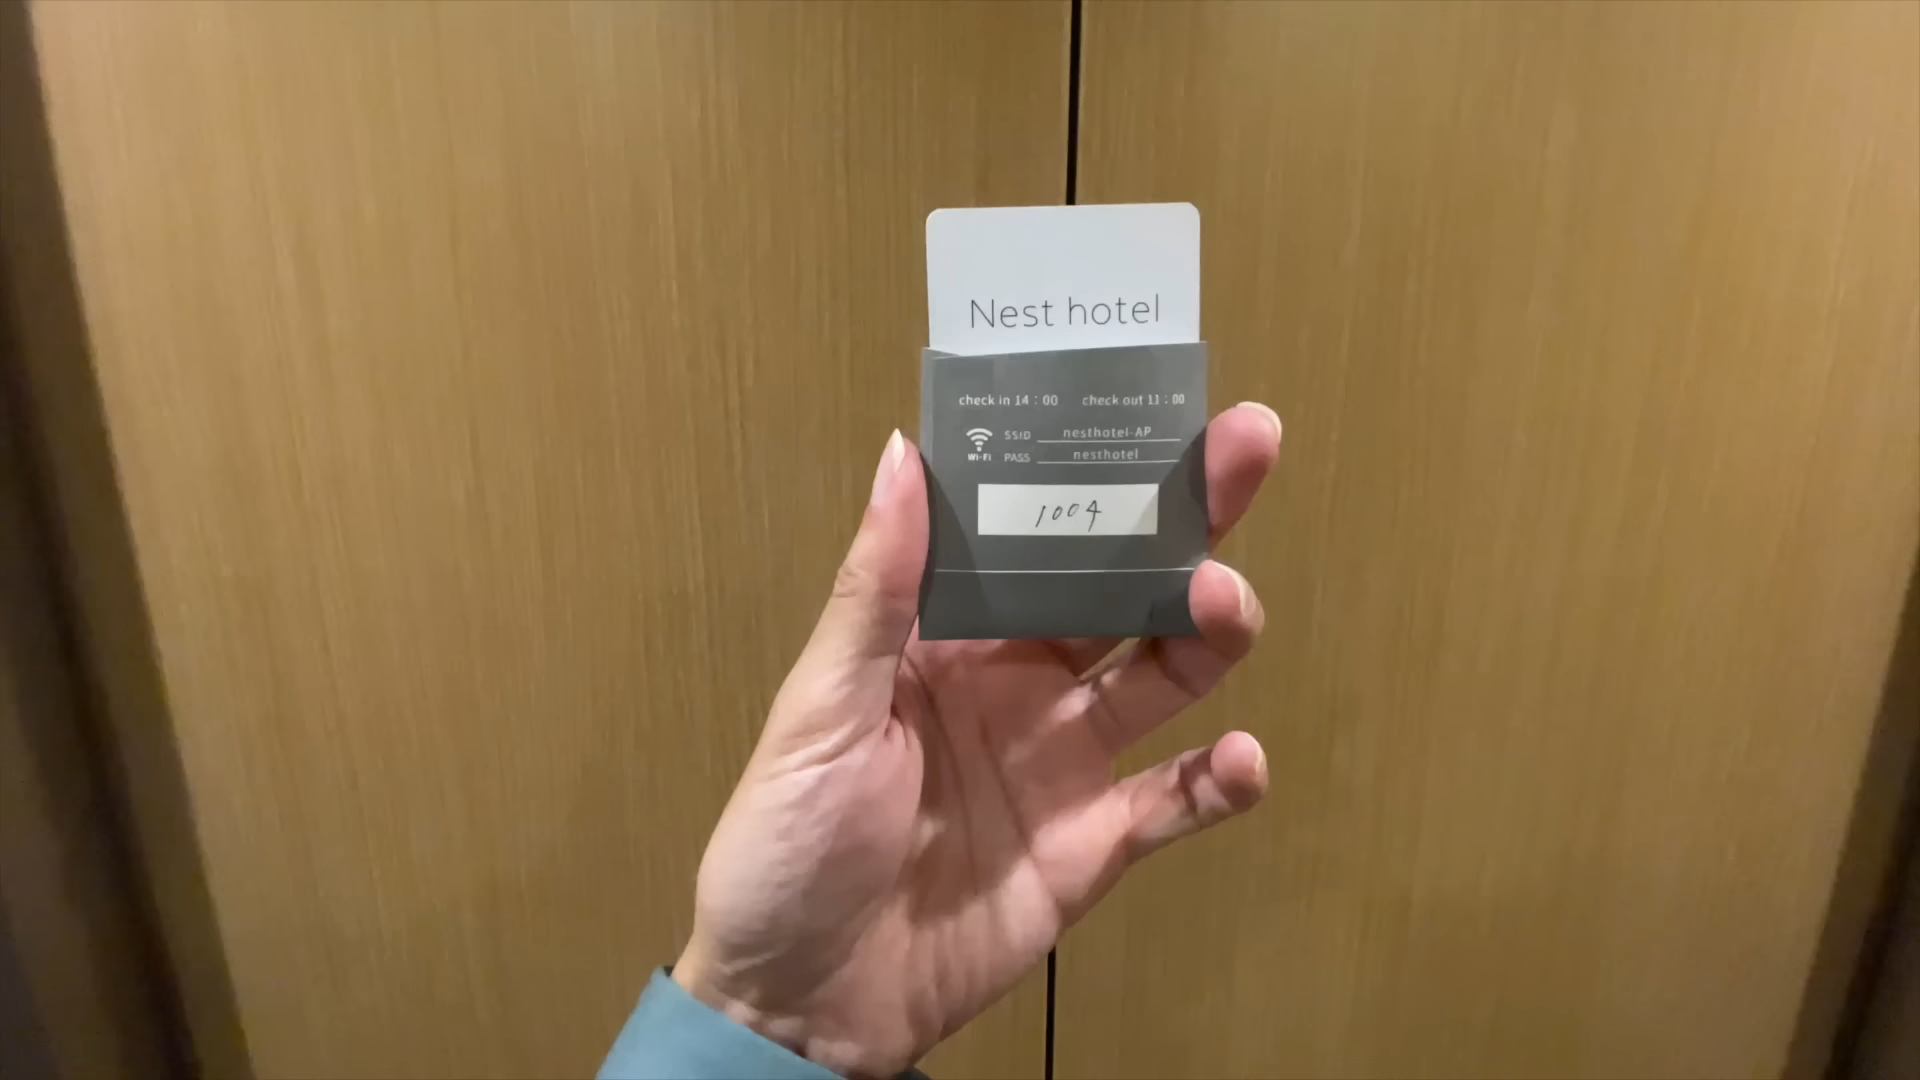 Nest hotel
check in 14：00 check out 11：00
Wi-Fi SSID nesthotel-AP
PASS nesthotel
1004